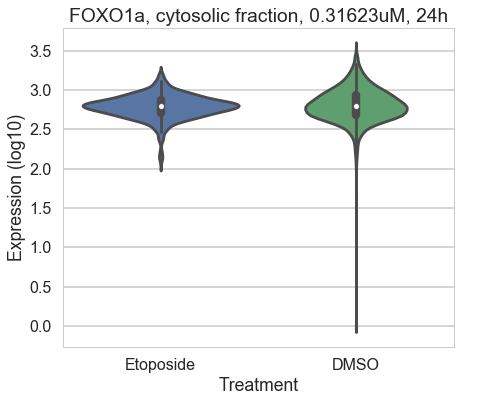 FOXO1a, cytosolic fraction, 0.31623uM, 24h
Expression (log10)
3.5
3.0
2.5
2.0
1.5
1.0
0.5
0.0
Etoposide
DMSO
Treatment